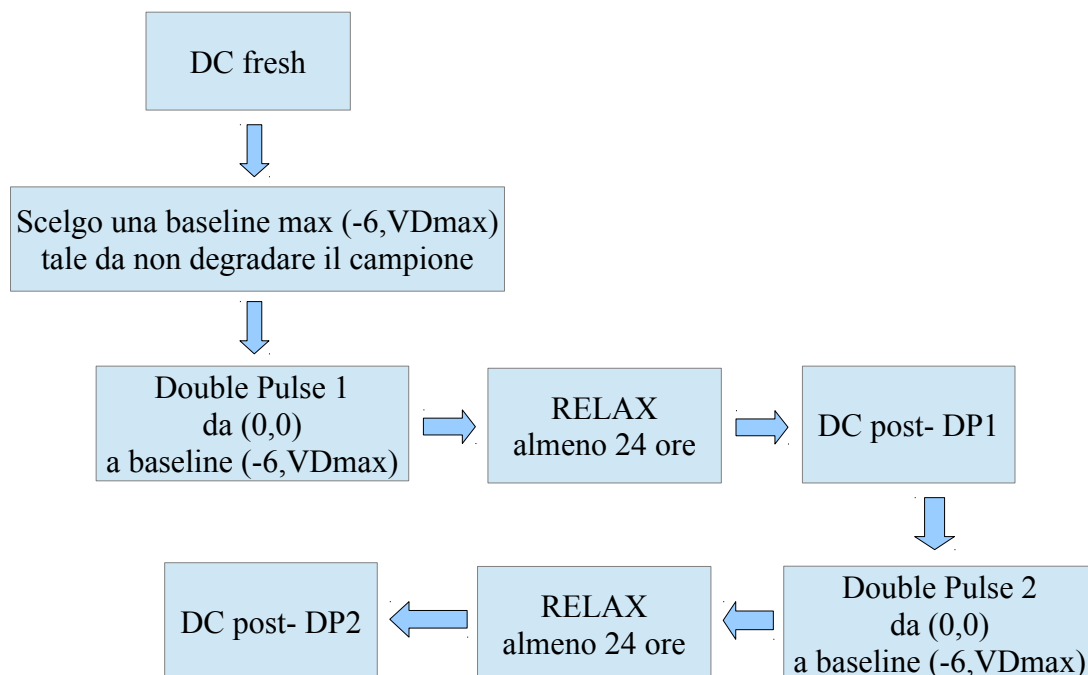 DC fresh
Scelgo una baseline max (-6,VDmax)
tale da non degradare il campione
Double Pulse 1
da (0,0)
a baseline (-6,VDmax)
RELAX
almeno 24 ore
DC post- DP1
Double Pulse 2
da (0,0)
a baseline (-6,VDmax)
RELAX
almeno 24 ore
DC post- DP2